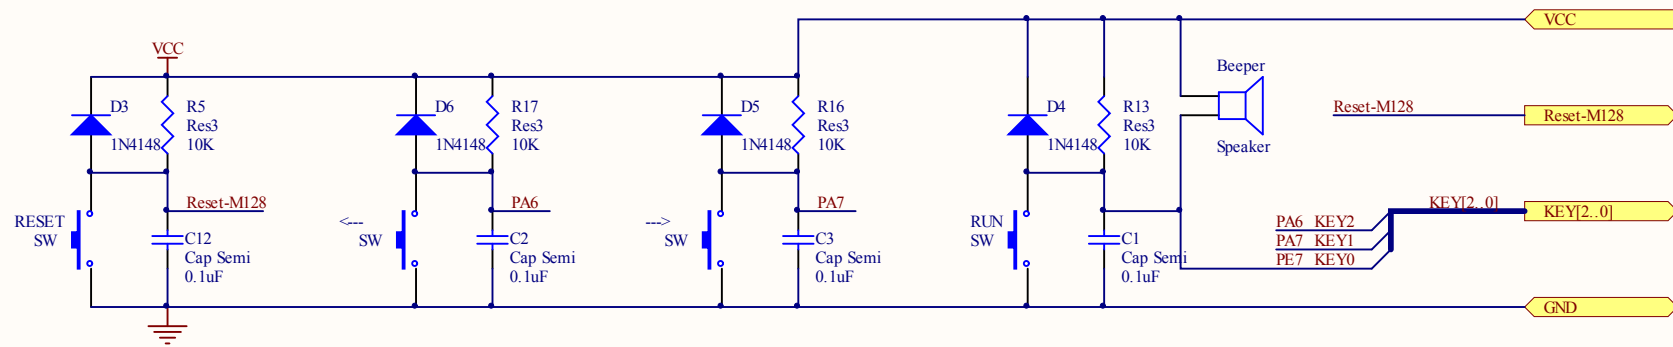 VCC
VCC
Beeper
Speaker
D3
1N4148
R5
Res3
10K
D6
1N4148
R17
Res3
10K
D5
1N4148
R16
Res3
10K
D4
1N4148
R13
Res3
10K
Reset-M128
Reset-M128
RESET
SW
Reset-M128
C12
Cap Semi
0.1uF
<---
SW
PA6
C2
Cap Semi
0.1uF
--->
SW
PA7
C3
Cap Semi
0.1uF
RUN
SW
C1
Cap Semi
0.1uF
KEY[2..0]
KEY[2..0]
PA6 KEY2
PA7 KEY1
PE7 KEY0
GND